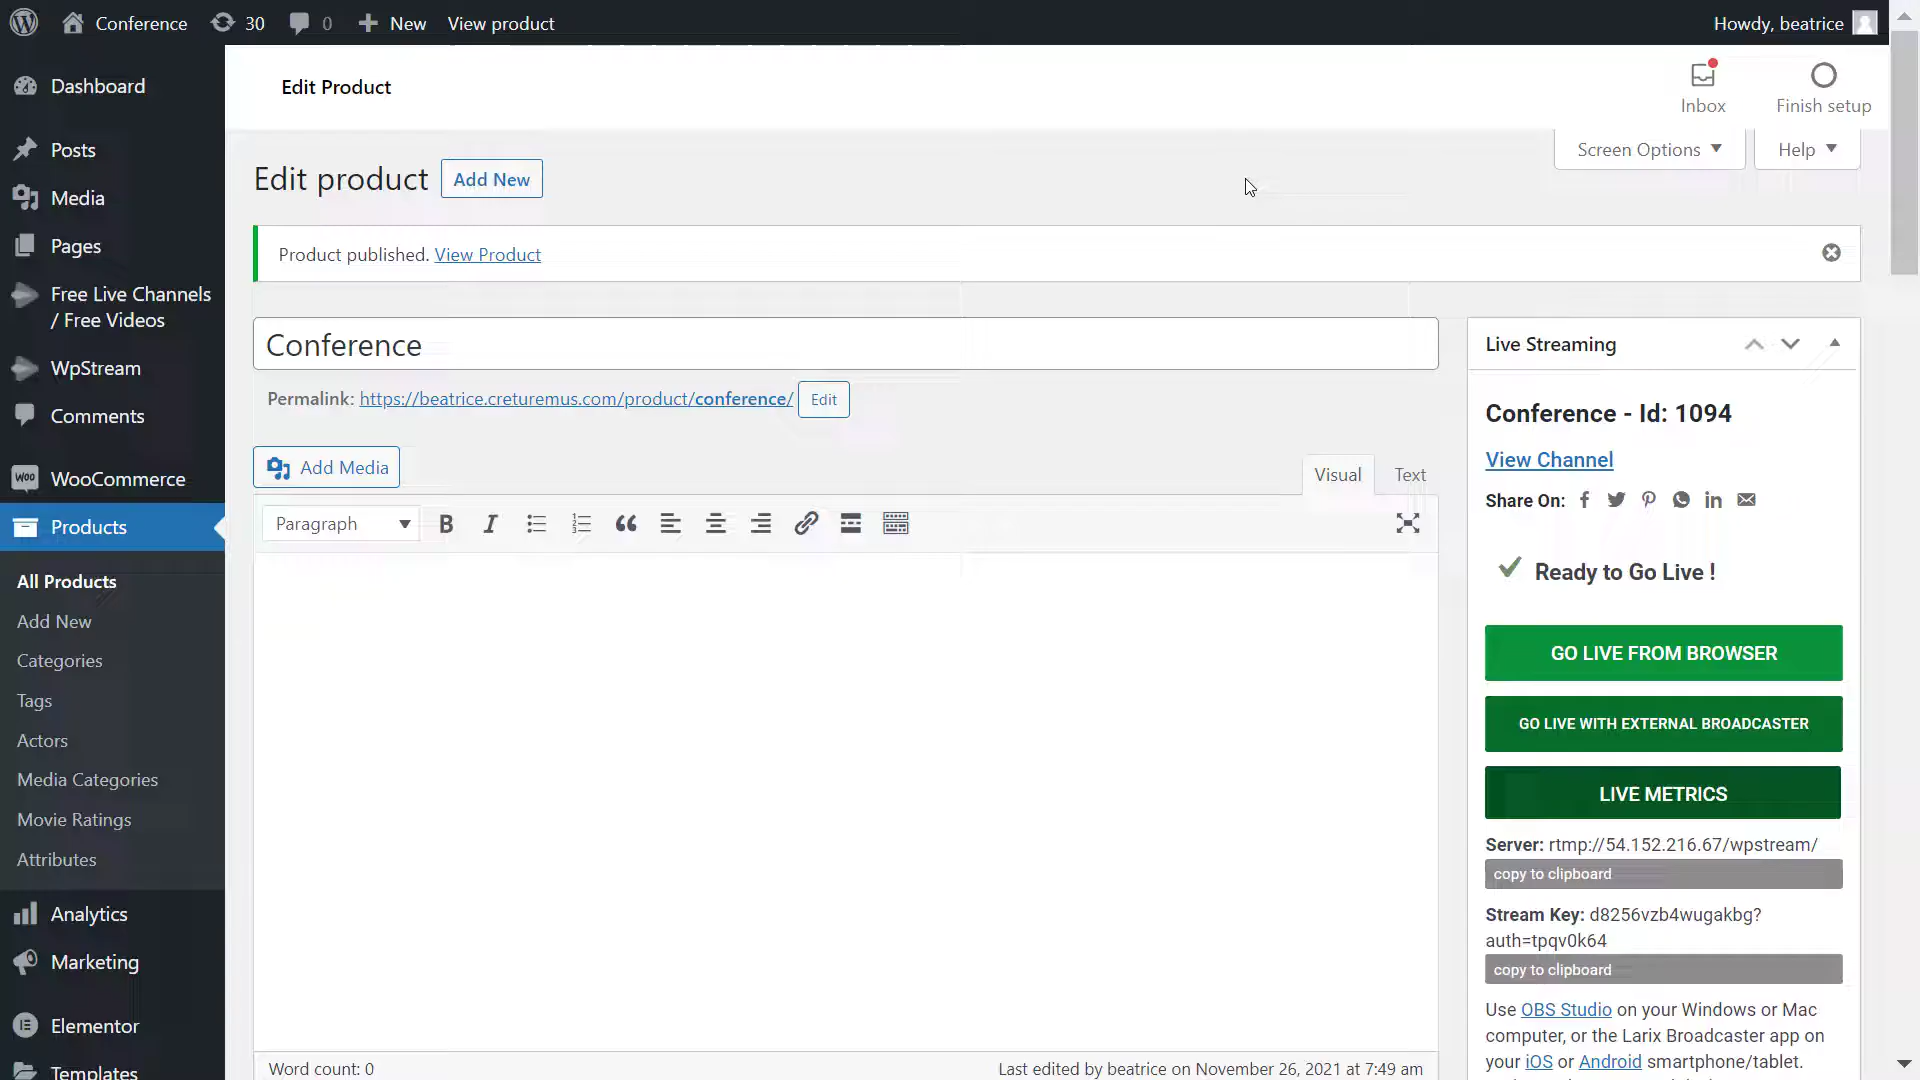 Conference
30
0
New
View product
Howdy, beatrice
Dashboard
Posts
Media
Pages
Free Live Channels
/ Free Videos
WpStream
Comments
WooCommerce
Products
All Products
Add New
Categories
Tags
Actors
Media Categories
Movie Ratings
Attributes
Analytics
Marketing
Elementor
Templates
Edit Product
Inbox
Finish setup
Screen Options
Help
Edit product
Add New
Product published. View Product
Conference
Permalink: https://beatrice.creturemus.com/product/conference/
Edit
Add Media
Visual
Text
Paragraph
Word count: 0
Last edited by beatrice on November 26, 2021 at 7:49 am
Live Streaming
Conference - Id: 1094
View Channel
Share On:
Ready to Go Live !
GO LIVE FROM BROWSER
GO LIVE WITH EXTERNAL BROADCASTER
LIVE METRICS
Server: rtmp://54.152.216.67/wpstream/
copy to clipboard
Stream Key: d8256vzb4wugakbg?
auth=tpqv0k64
copy to clipboard
Use OBS Studio on your Windows or Mac
computer, or the Larix Broadcaster app on
your iOS or Android smartphone/tablet.